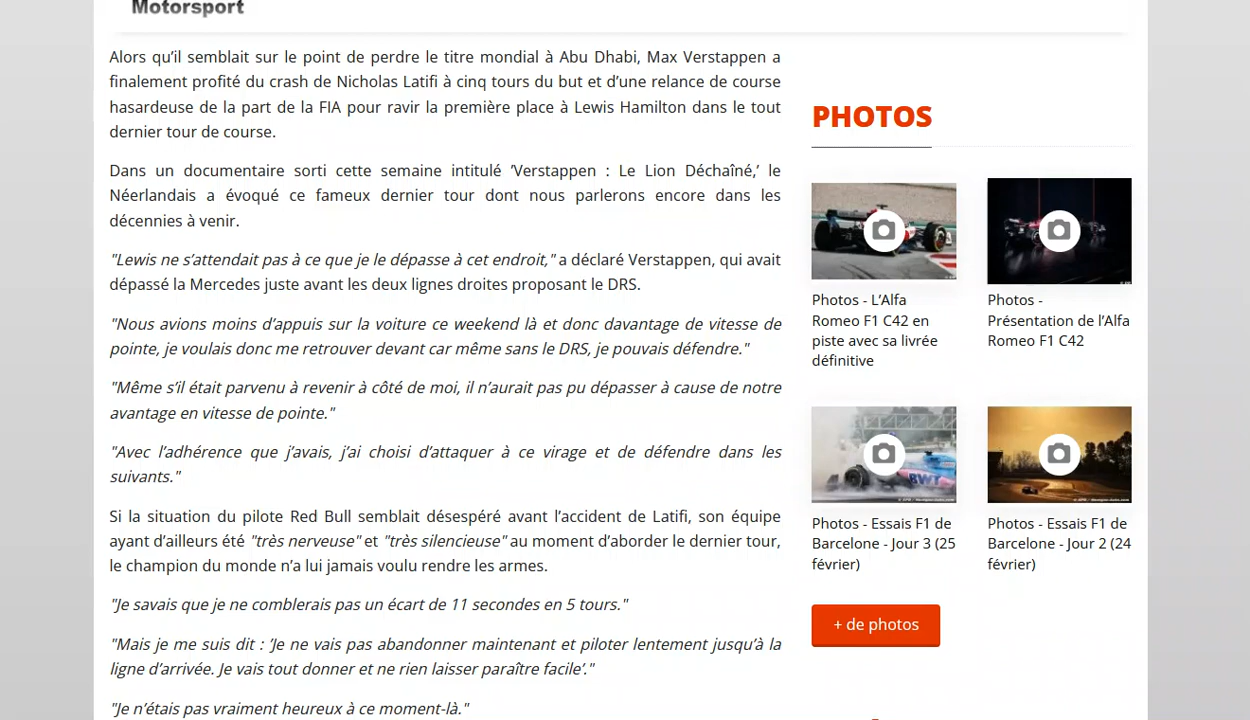 Motorsport
Alors qu’il semblait sur le point de perdre le titre mondial à Abu Dhabi, Max Verstappen a
finalement profité du crash de Nicholas Latifi à cinq tours du but et d’une relance de course
hasardeuse de la part de la FIA pour ravir la première place à Lewis Hamilton dans le tout
dernier tour de course.
Dans un documentaire sorti cette semaine intitulé ’Verstappen : Le Lion Déchaîné,’ le
Néerlandais a évoqué ce fameux dernier tour dont nous parlerons encore dans les
décennies à venir.
"Lewis ne s’attendait pas à ce que je le dépasse à cet endroit," a déclaré Verstappen, qui avait
dépassé la Mercedes juste avant les deux lignes droites proposant le DRS.
"Nous avions moins d’appuis sur la voiture ce weekend là et donc davantage de vitesse de
pointe, je voulais donc me retrouver devant car même sans le DRS, je pouvais défendre."
"Même s’il était parvenu à revenir à côté de moi, il n’aurait pas pu dépasser à cause de notre
avantage en vitesse de pointe."
"Avec l’adhérence que j’avais, j’ai choisi d’attaquer à ce virage et de défendre dans les
suivants."
Si la situation du pilote Red Bull semblait désespéré avant l’accident de Latifi, son équipe
ayant d’ailleurs été "très nerveuse" et "très silencieuse" au moment d’aborder le dernier tour,
le champion du monde n’a lui jamais voulu rendre les armes.
"Je savais que je ne comblerais pas un écart de 11 secondes en 5 tours."
"Mais je me suis dit : ’Je ne vais pas abandonner maintenant et piloter lentement jusqu’à la
ligne d’arrivée. Je vais tout donner et ne rien laisser paraître facile’."
"Je n’étais pas vraiment heureux à ce moment-là."
PHOTOS
Photos - L’Alfa
Romeo F1 C42 en
piste avec sa livrée
définitive
Photos -
Présentation de l’Alfa
Romeo F1 C42
BWT
Photos - Essais F1 de
Barcelone - Jour 3 (25
février)
Photos - Essais F1 de
Barcelone - Jour 2 (24
février)
+ de photos